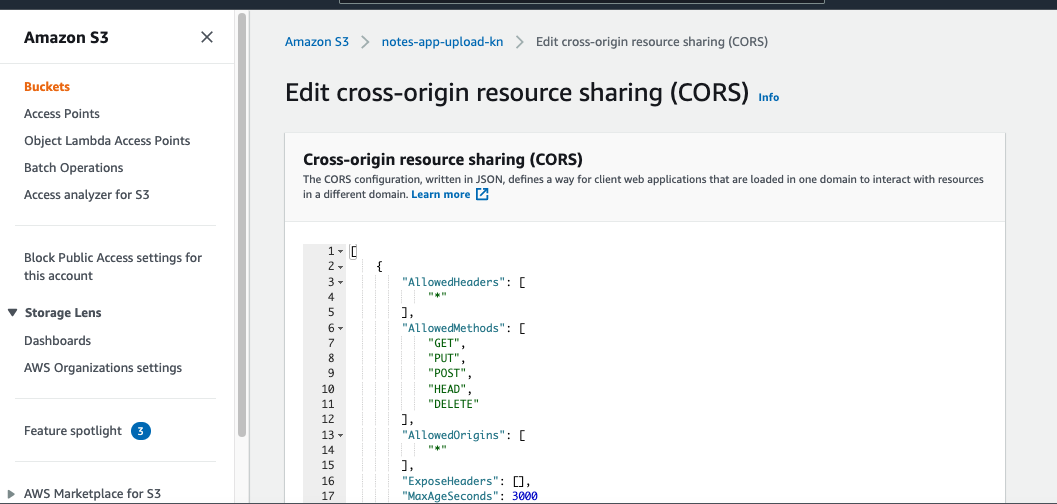 Amazon S3
Buckets
Access Points
Object Lambda Access Points
Batch Operations
Access analyzer for S3
Block Public Access settings for
this account
Storage Lens
Dashboards
AWS Organizations settings
Feature spotlight 3
AWS Marketplace for S3
Amazon S3 > notes-app-upload-kn > Edit cross-origin resource sharing (CORS)
Edit cross-origin resource sharing (CORS) Info
Cross-origin resource sharing (CORS)
The CORS configuration, written in JSON, defines a way for client web applications that are loaded in one domain to interact with resources
in a different domain. Learn more
1 [
2 {
3 "AllowedHeaders": [
4 "*"
5 ],
6 "AllowedMethods": [
7 "GET",
8 "PUT",
9 "POST",
10 "HEAD",
11 "DELETE"
12 ],
13 "AllowedOrigins": [
14 "*"
15 ],
16 "ExposeHeaders": [],
17 "MaxAgeSeconds": 3000